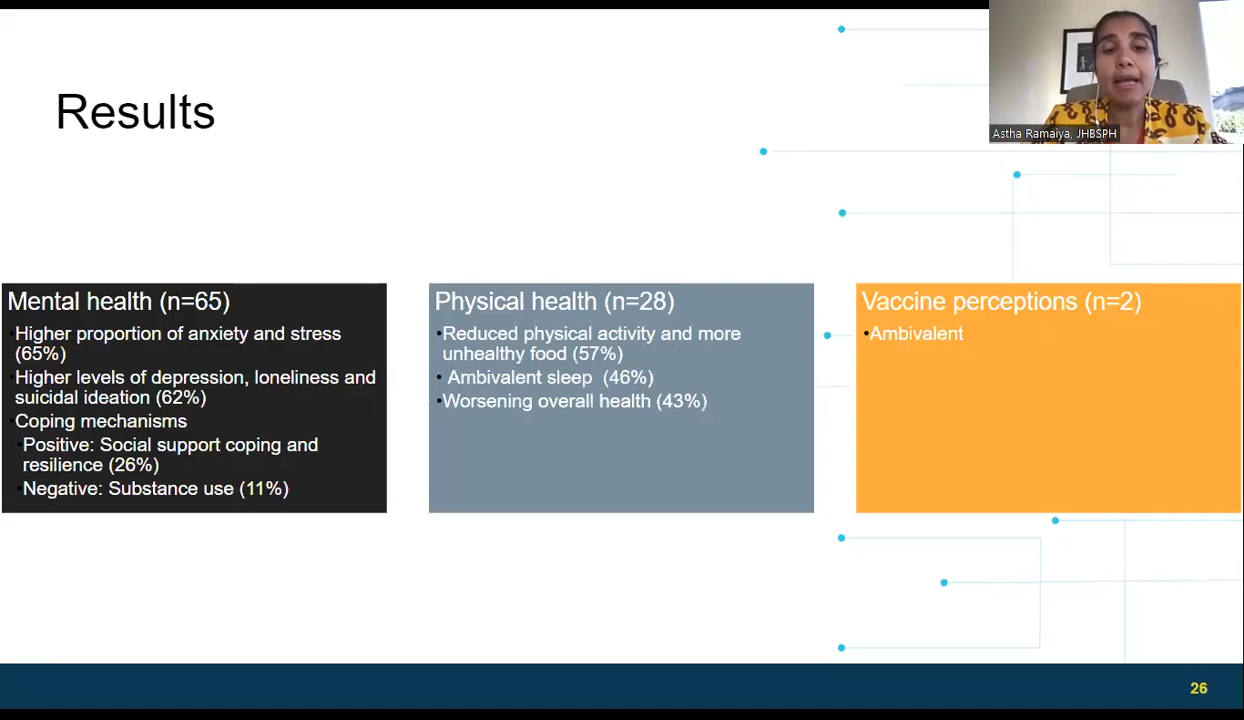 Astha Ramaiya, JHBSPH
Results
Mental health (n=65)
•Higher proportion of anxiety and stress
(65%)
•Higher levels of depression, loneliness and
suicidal ideation (62%)
•Coping mechanisms
•Positive: Social support coping and
resilience (26%)
•Negative: Substance use (11%)
Physical health (n=28)
•Reduced physical activity and more
unhealthy food (57%)
• Ambivalent sleep (46%)
•Worsening overall health (43%)
Vaccine perceptions (n=2)
•Ambivalent
26